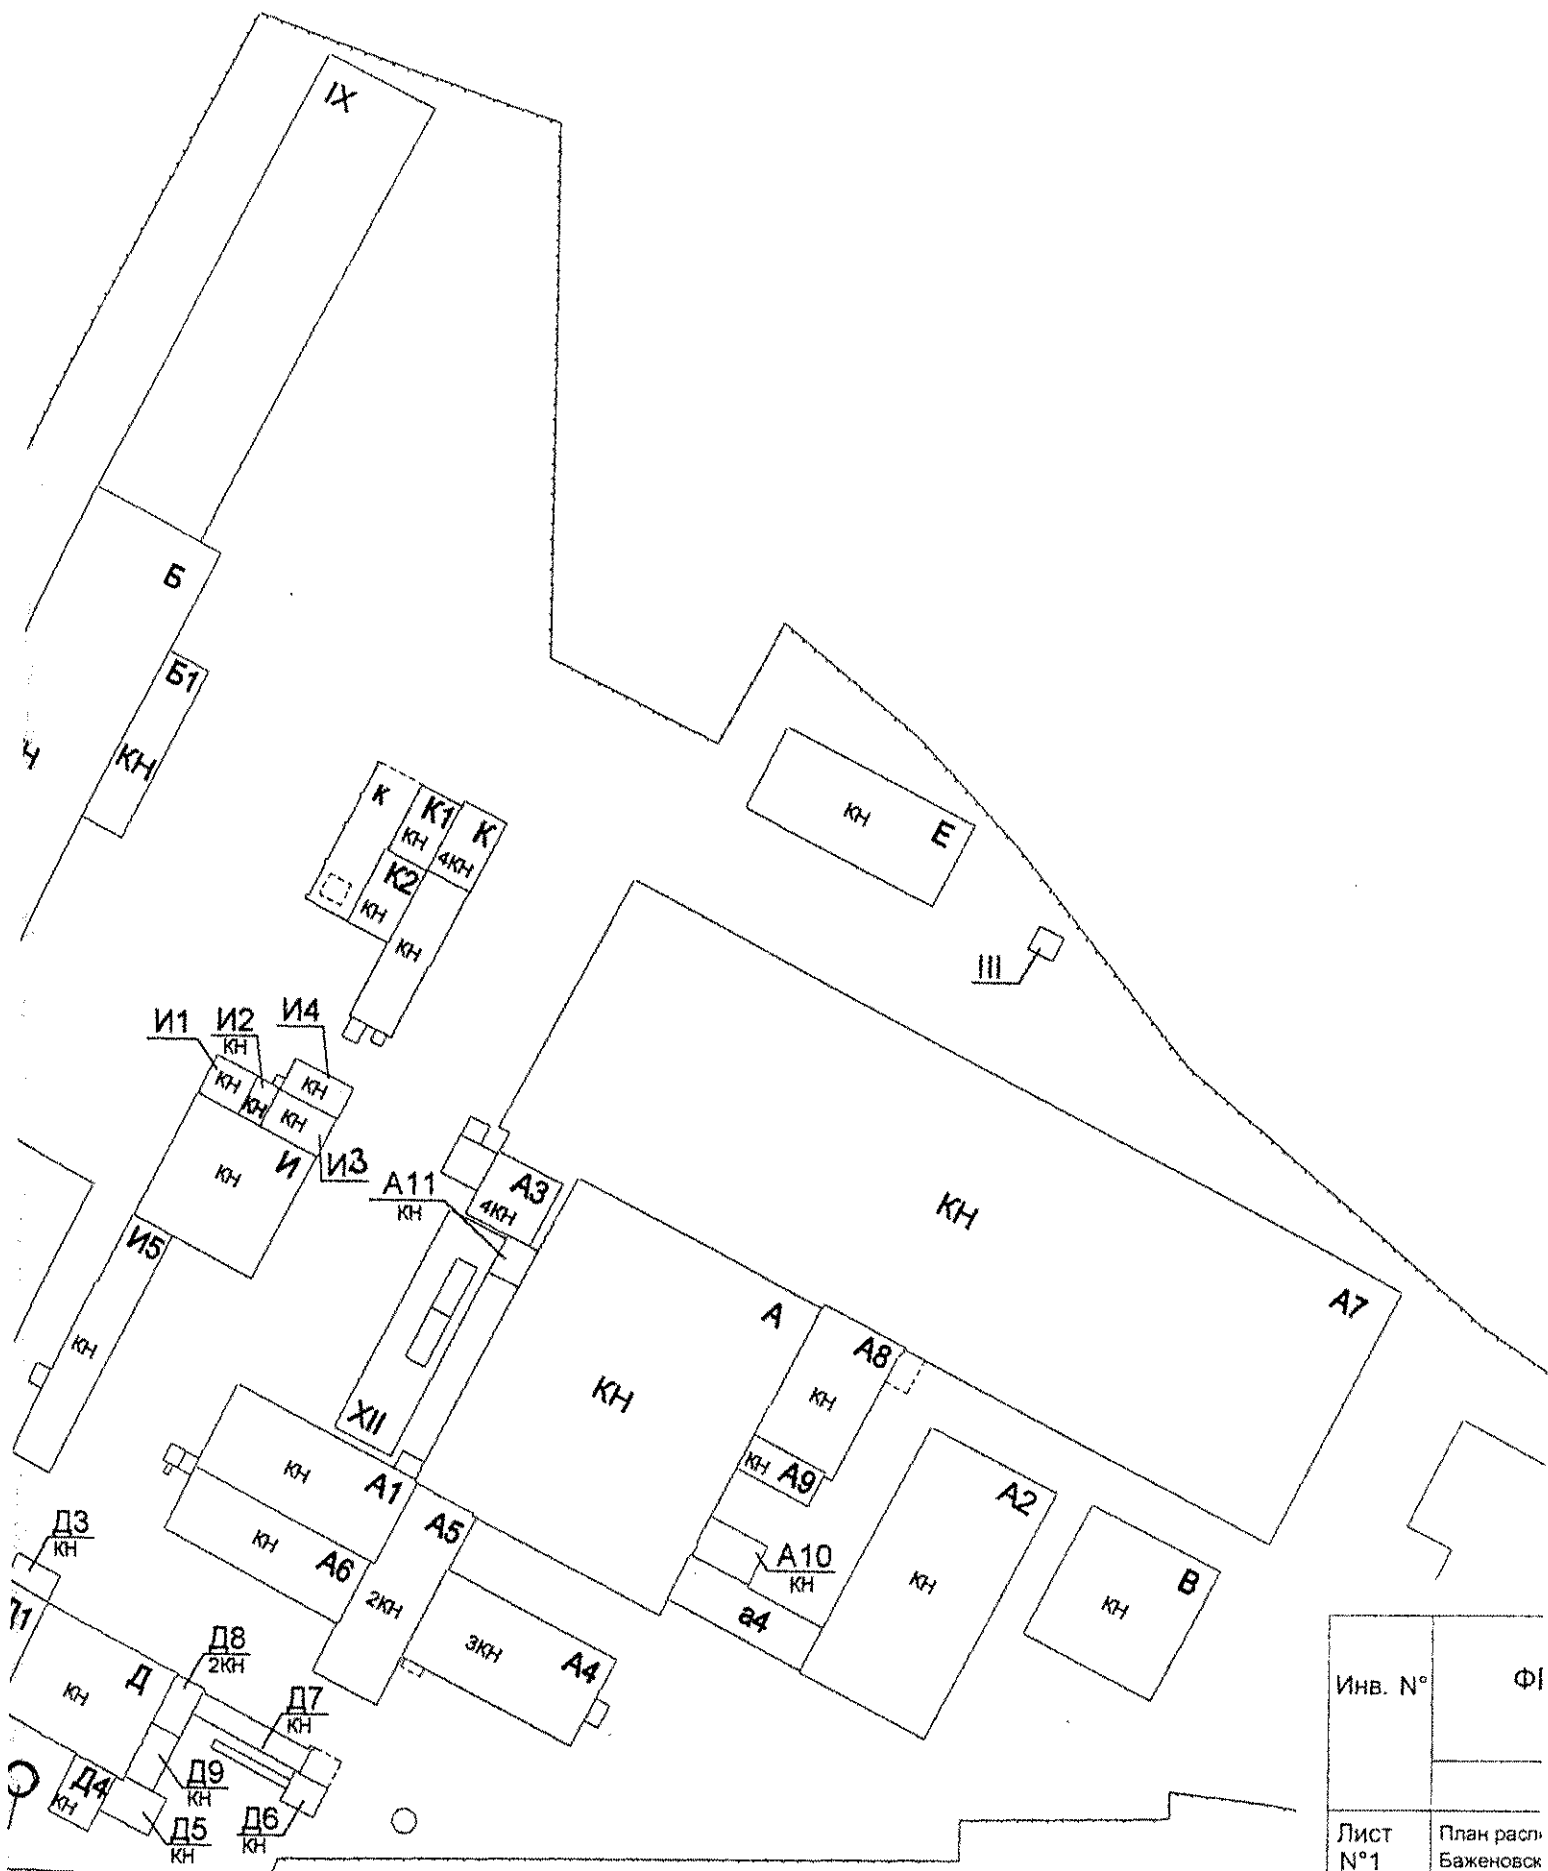 IX
Б
Б1
КН
К
К1
К
КН
4КН
К2
КН
КН
КН
Е
III
И1
И2
КН
И4
КН
КН
КН
КН
И3
КН
И
И5
КН
А11
КН
А3
4КН
КН
А7
А
КН
А8
КН
КН
А9
XII
КН
А1
А5
КН
А6
2КН
А2
КН
А10
КН
а4
В
КН
3КН
А4
Д3
КН
Д8
2КН
Д
КН
Д7
КН
Д9
КН
Д4
КН
Д5
КН
Д6
КН
Инв. N°
Лист
N°1
План